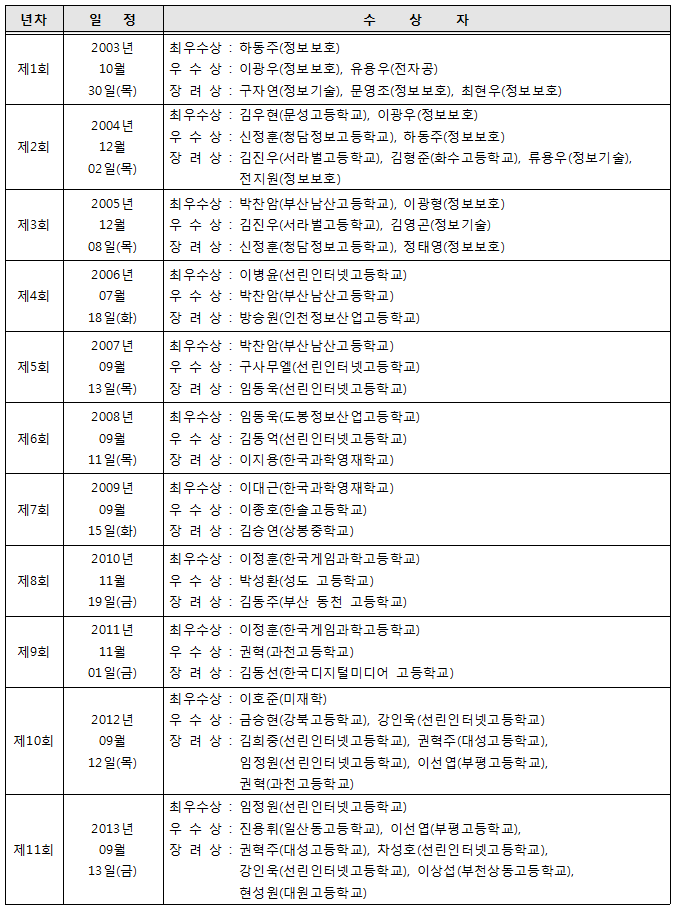 년차 일 정 수 상 자
제1회
2003년
10월
30일(목)
최우수상 : 하동주(정보보호)
우 수 상 : 이광우(정보보호), 유용우(전자공)
장 려 상 : 구자연(정보기술), 문영조(정보보호), 최현우(정보보호)
제2회
2004년
12월
02일(목)
최우수상 : 김우현(문성고등학교), 이광우(정보보호)
우 수 상 : 신정훈(청담정보고등학교), 하동주(정보보호)
장 려 상 : 김진우(서라벌고등학교), 김형준(화수고등학교), 류용우(정보기술),
전지원(정보보호)
제3회
2005년
12월
08일(목)
최우수상 : 박찬암(부산남산고등학교), 이광형(정보보호)
우 수 상 : 김진우(서라벌고등학교), 김영곤(정보기술)
장 려 상 : 신정훈(청담정보고등학교), 정태영(정보보호)
제4회
2006년
07월
18일(화)
최우수상 : 이병윤(선린인터넷고등학교)
우 수 상 : 박찬암(부산남산고등학교)
장 려 상 : 방승원(인천정보산업고등학교)
제5회
2007년
09월
13일(목)
최우수상 : 박찬암(부산남산고등학교)
우 수 상 : 구사무엘(선린인터넷고등학교)
장 려 상 : 임동욱(선린인터넷고등학교)
제6회
2008년
09월
11일(목)
최우수상 : 임동욱(도봉정보산업고등학교)
우 수 상 : 김동억(선린인터넷고등학교)
장 려 상 : 이지용(한국과학영재학교)
제7회
2009년
09월
15일(화)
최우수상 : 이대근(한국과학영재학교)
우 수 상 : 이종호(한솔고등학교)
장 려 상 : 김승연(상봉중학교)
제8회
2010년
11월
19일(금)
최우수상 : 이정훈(한국게임과학고등학교)
우 수 상 : 박성환(성도 고등학교)
장 려 상 : 김동주(부산 동천 고등학교)
제9회
2011년
11월
01일(금)
최우수상 : 이정훈(한국게임과학고등학교)
우 수 상 : 권혁(과천고등학교)
장 려 상 : 김동선(한국디지털미디어 고등학교)
제10회
2012년
09월
12일(목)
최우수상 : 이호준(미재학)
우 수 상 : 금승현(강북고등학교), 강인욱(선린인터넷고등학교)
장 려 상 : 김희중(선린인터넷고등학교), 권혁주(대성고등학교),
임정원(선린인터넷고등학교), 이선엽(부평고등학교),
권혁(과천고등학교)
제11회
2013년
09월
13일(금)
최우수상 : 임정원(선린인터넷고등학교)
우 수 상 : 진용휘(일산동고등학교), 이선엽(부평고등학교),
장 려 상 : 권혁주(대성고등학교), 차성호(선린인터넷고등학교),
강인욱(선린인터넷고등학교), 이상섭(부천상동고등학교),
현성원(대원고등학교)